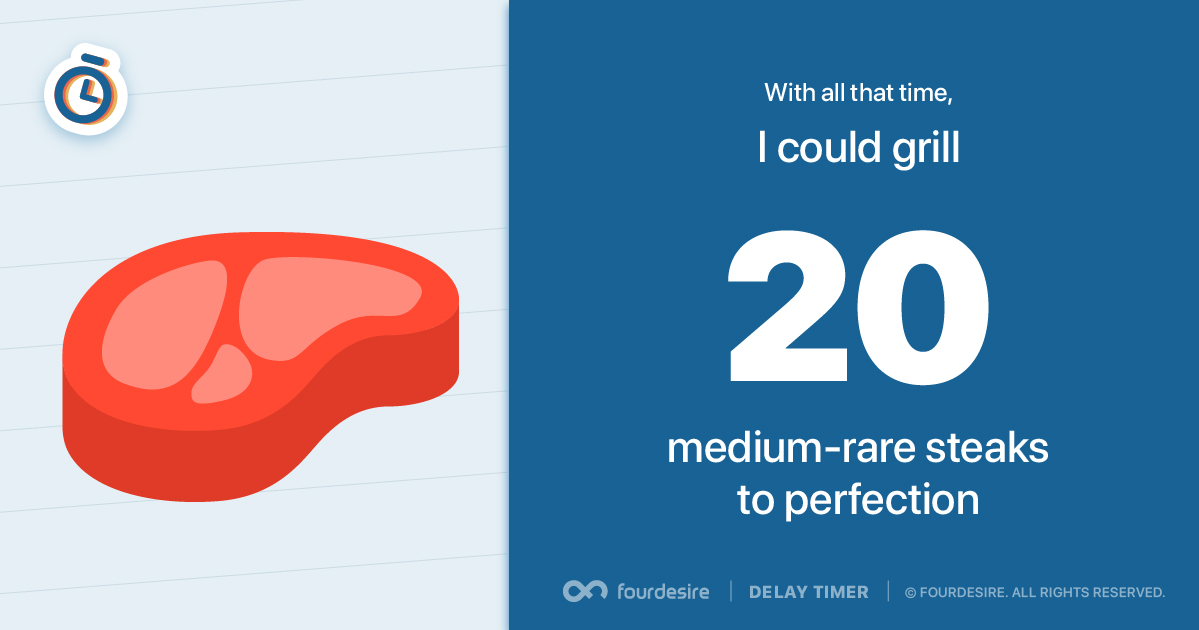 With all that time,
I could grill
20
medium-rare steaks
to perfection
fourdesire | DELAY TIMER | © FOURDESIRE. ALL RIGHTS RESERVED.